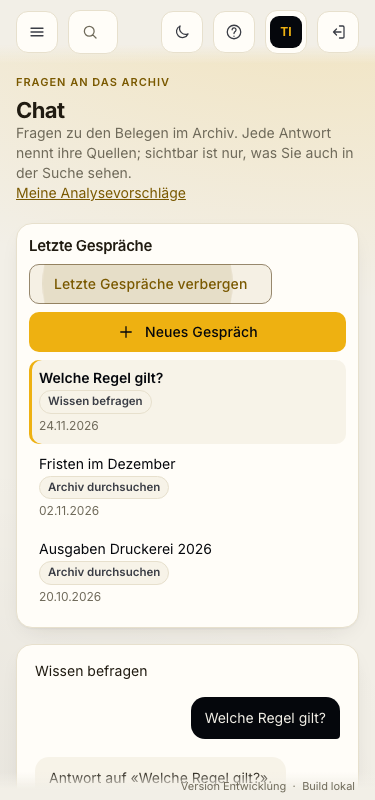 TI
FRAGEN AN DAS ARCHIV
Chat
Fragen zu den Belegen im Archiv. Jede Antwort
nennt ihre Quellen; sichtbar ist nur, was Sie auch in
der Suche sehen.
Meine Analysevorschläge
Letzte Gespräche
Letzte Gespräche verbergen
Neues Gespräch
Welche Regel gilt?
Wissen befragen
24.11.2026
Fristen im Dezember
Archiv durchsuchen
02.11.2026
Ausgaben Druckerei 2026
Archiv durchsuchen
20.10.2026
Wissen befragen
Welche Regel gilt?
Antwort auf «Welche Regel gilt?».
Version Entwicklung · Build lokal